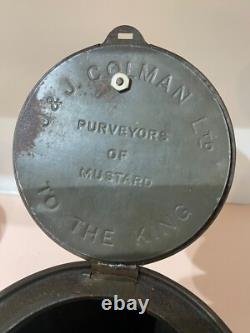 J. & J. COLMAN LTD
PURVEYORS
OF
MUSTARD
TO THE KING